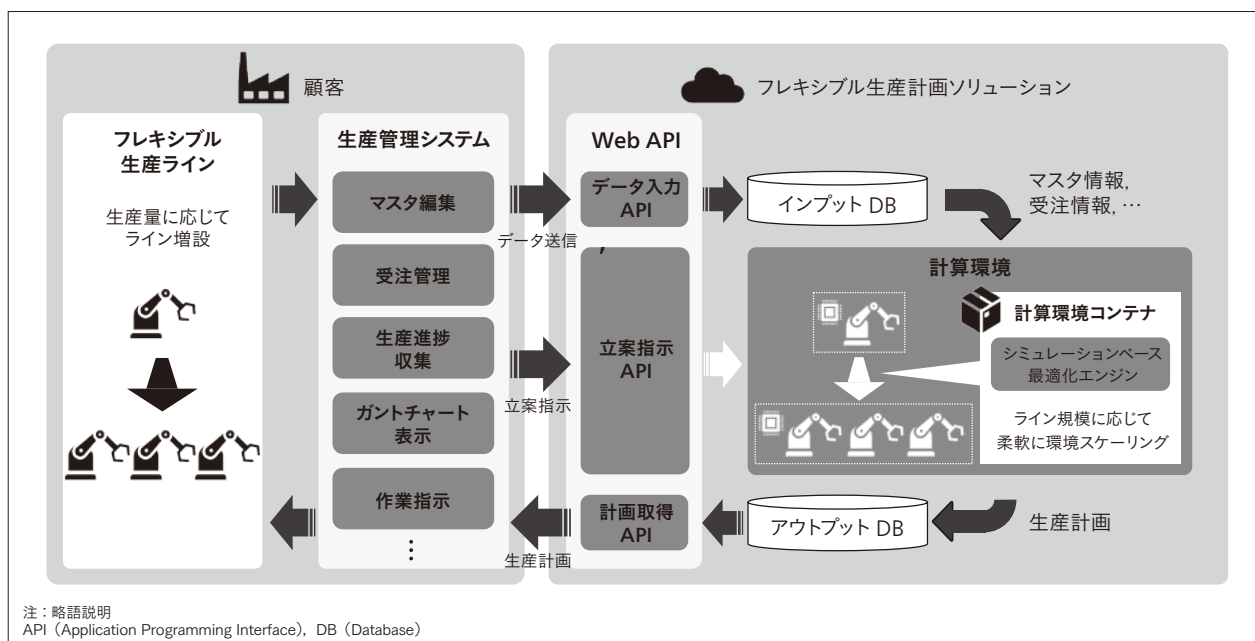 顧客
フレキシブル生産計画ソリューション
フレキシブル
生産ライン
生産量に応じて
ライン増設
生産管理システム
マスタ編集
受注管理
生産進捗
収集
ガントチャート
表示
作業指示
⋮
データ送信
立案指示
生産計画
Web API
データ入力
API
,
立案指示
API
計画取得
API
インプット DB
マスタ情報,
受注情報, …
計算環境
計算環境コンテナ
シミュレーションベース
最適化エンジン
ライン規模に応じて
柔軟に環境スケーリング
アウトプット DB
生産計画
注：略語説明
API（Application Programming Interface），DB（Database）